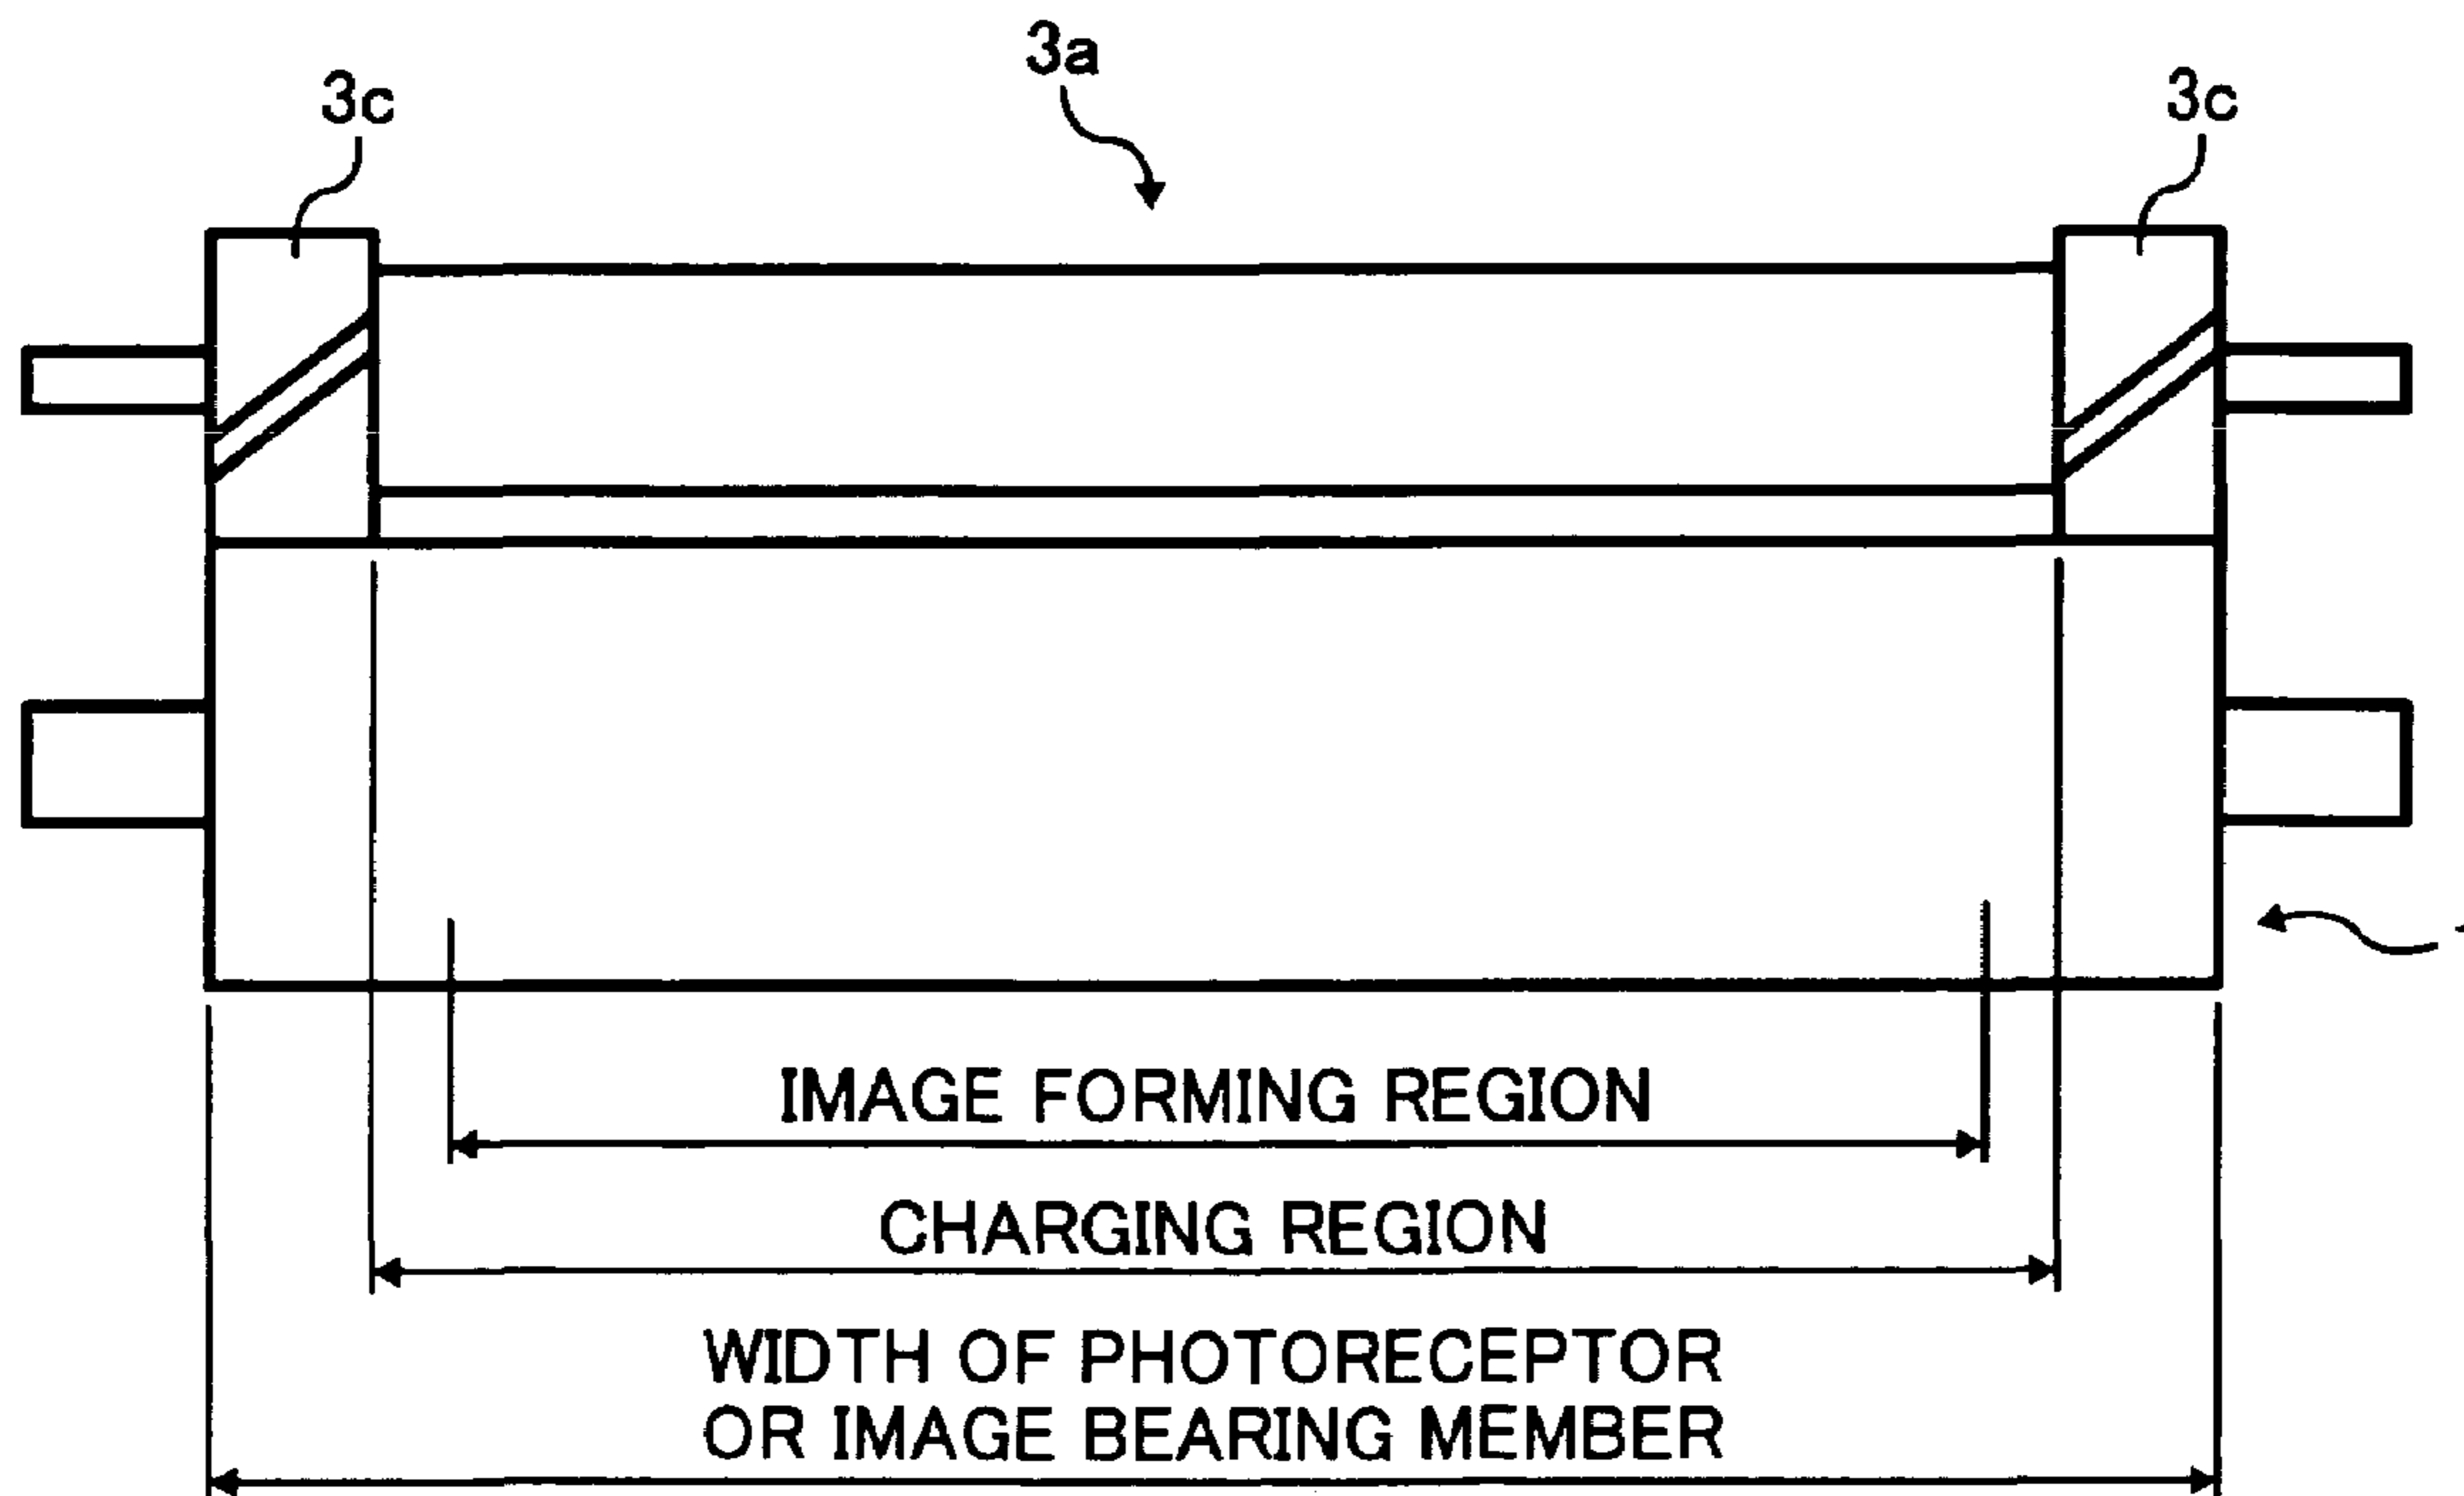 3a
3c
3c
IMAGE FORMING REGION
CHARGING REGION
WIDTH OF PHOTORECEPTOR
OR IMAGE BEARING MEMBER